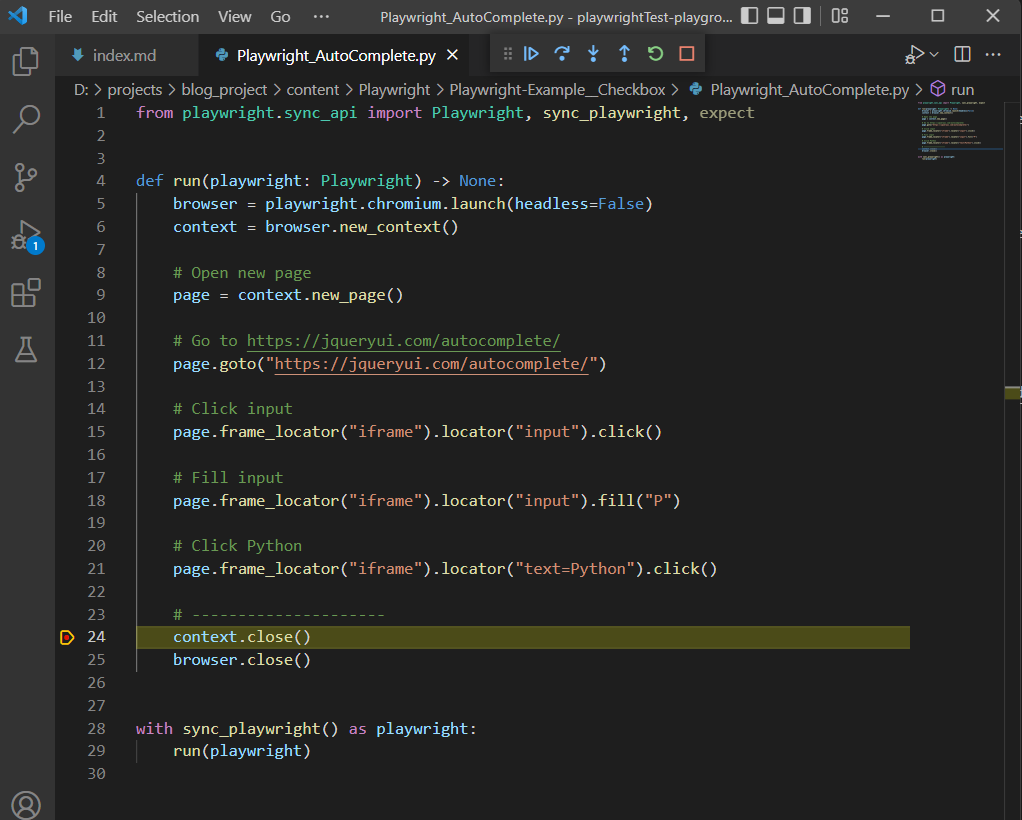 File Edit Selection View Go ··· Playwright_AutoComplete.py - playwrightTest-playgro...
index.md Playwright_AutoComplete.py
D: > projects > blog_project > content > Playwright > Playwright-Example__Checkbox > Playwright_AutoComplete.py > run
1 from playwright.sync_api import Playwright, sync_playwright, expect
2
3
4 def run(playwright: Playwright) -> None:
5     browser = playwright.chromium.launch(headless=False)
6     context = browser.new_context()
7
8     # Open new page
9     page = context.new_page()
10
11     # Go to https://jqueryui.com/autocomplete/
12     page.goto("https://jqueryui.com/autocomplete/")
13
14     # Click input
15     page.frame_locator("iframe").locator("input").click()
16
17     # Fill input
18     page.frame_locator("iframe").locator("input").fill("P")
19
20     # Click Python
21     page.frame_locator("iframe").locator("text=Python").click()
22
23     # ---------------------
24     context.close()
25     browser.close()
26
27
28 with sync_playwright() as playwright:
29     run(playwright)
30
1